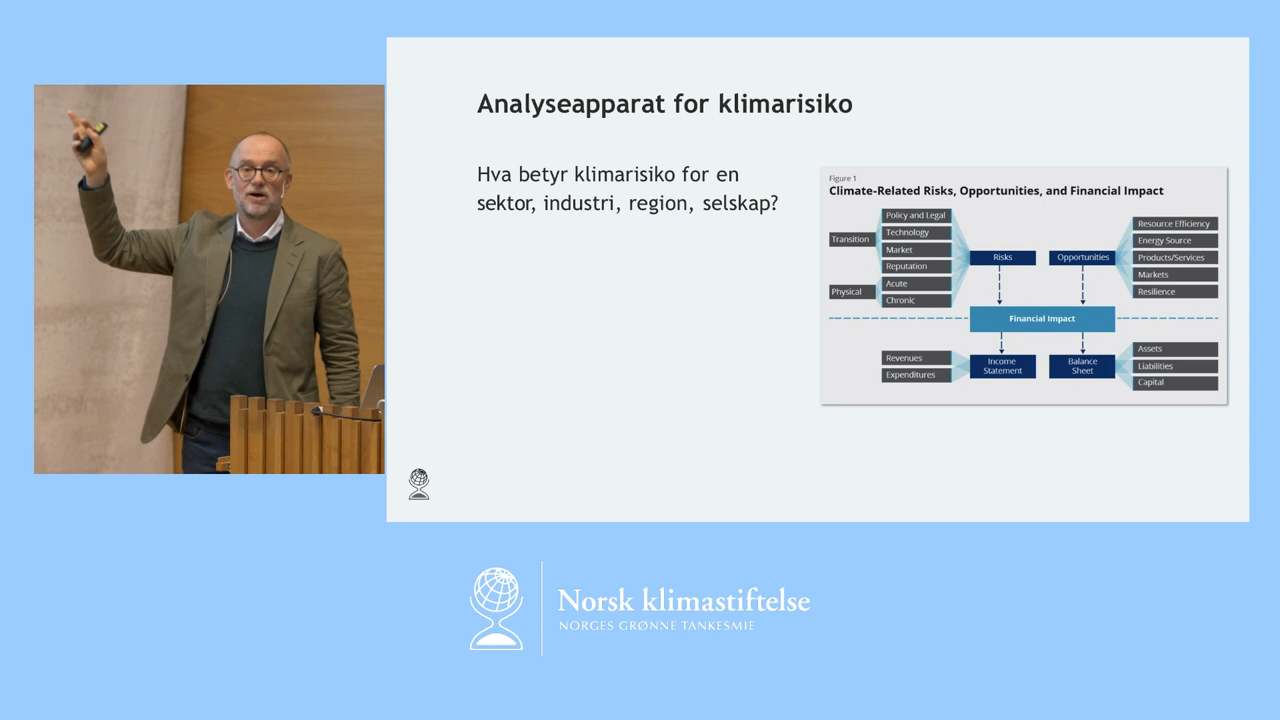 Analyseapparat for klimarisiko
Hva betyr klimarisiko for en
sektor, industri, region, selskap?
Figure 1
Climate-Related Risks, Opportunities, and Financial Impact
Transition
Physical
Policy and Legal
Technology
Market
Reputation
Acute
Chronic
Risks
Opportunities
Resource Efficiency
Energy Source
Products/Services
Markets
Resilience
Financial Impact
Revenues
Expenditures
Income
Statement
Balance
Sheet
Assets
Liabilities
Capital
Norsk klimastiftelse
NORGES GRØNNE TANKESMIE